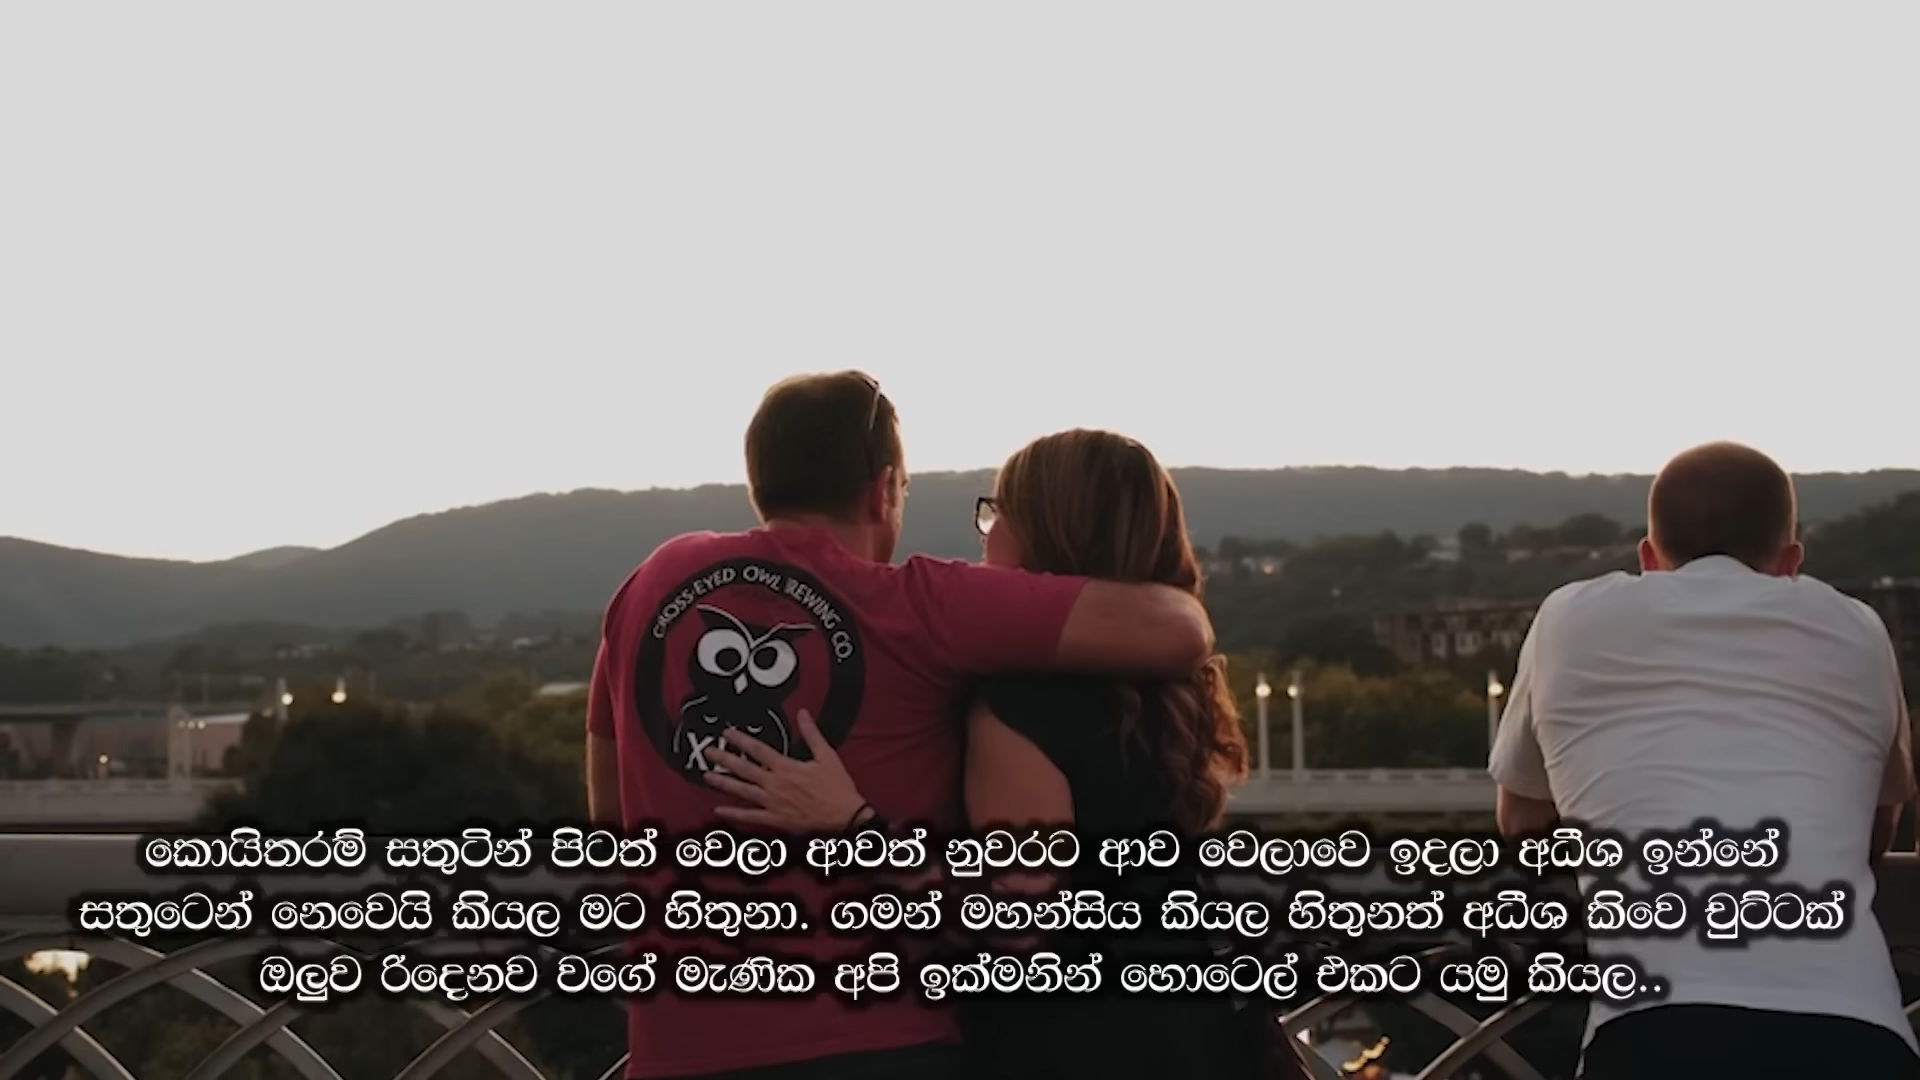 CROSS-EYED OWL BREWING CO.
කොයිතරම් සතුටින් පිටත් වෙලා ආවත් නුවරට ආව වෙලාවෙ ඉදලා අධීශ ඉන්නේ
සතුටෙන් නෙවෙයි කියල මට හිතුනා. ගමන් මහන්සිය කියල හිතුනත් අධීශ කිවෙ චුට්ටක්
ඔලුව රිදෙනව වගේ මැණික අපි ඉක්මනින් හොටෙල් එකට යමු කියල..